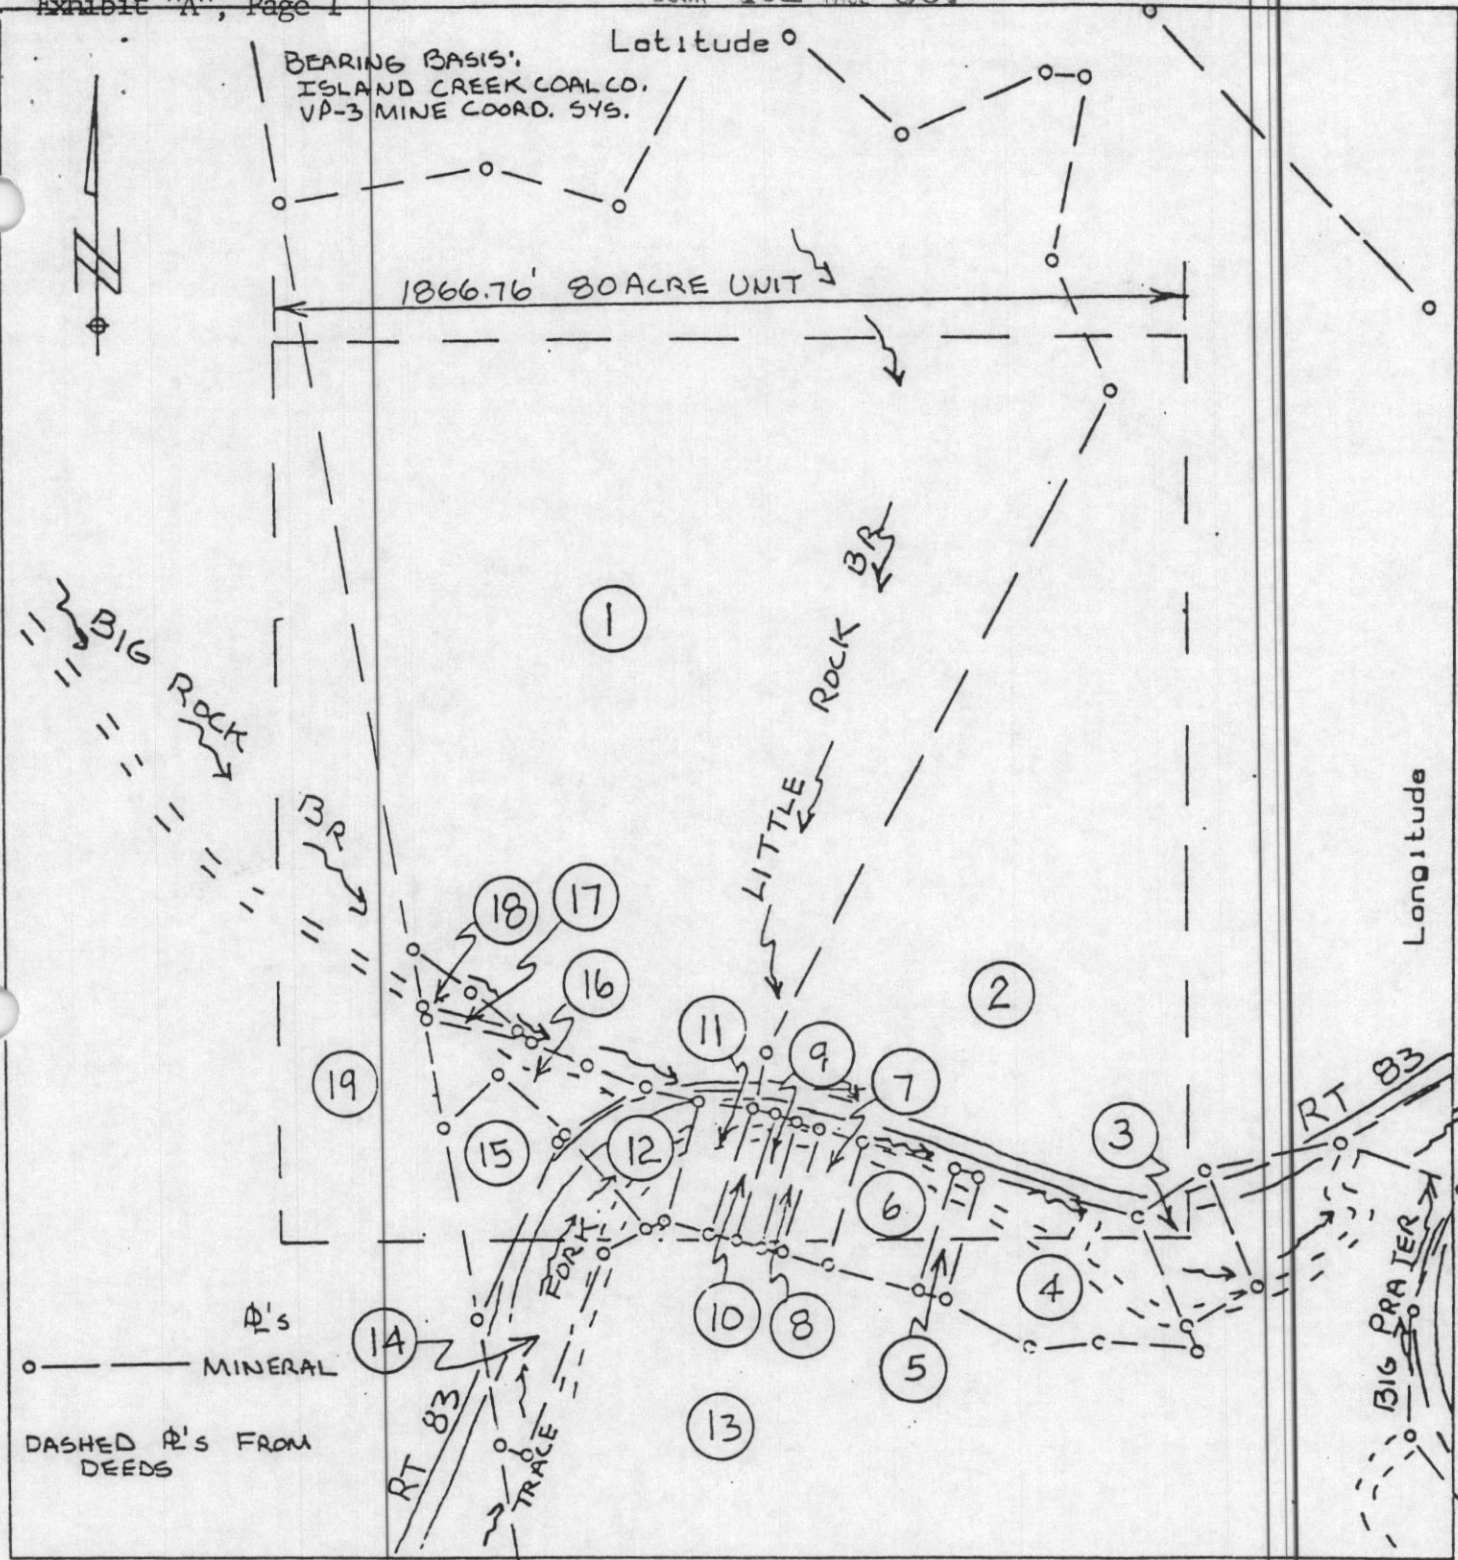 Exhibit "A", Page 1
Latitude
BEARING BASIS:
ISLAND CREEK COAL CO.
VP-3 MINE COORD. SYS.
N
1866.76' 80 ACRE UNIT
BIG ROCK BR
LITTLE ROCK BR
1
Longitude
18
17
16
2
11
9
7
19
RT 83
3
15
12
6
FORK
4
10
8
14
5
BIG PRATER
PL's
MINERAL
13
RT 83
TRACE
DASHED PL's FROM
DEEDS